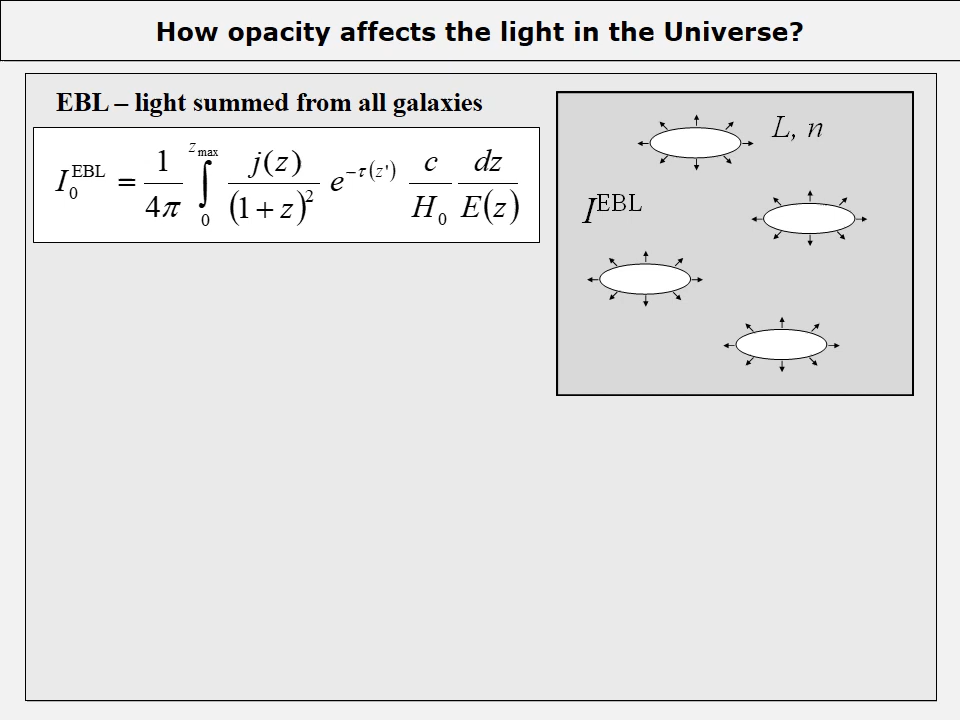 How opacity affects the light in the Universe?
EBL – light summed from all galaxies
I_0^EBL = 1/4π ∫_0^{z_max} j(z)/(1 + z)^2 e^{−τ(z')} c/H_0 dz/E(z)
L, n
I^EBL